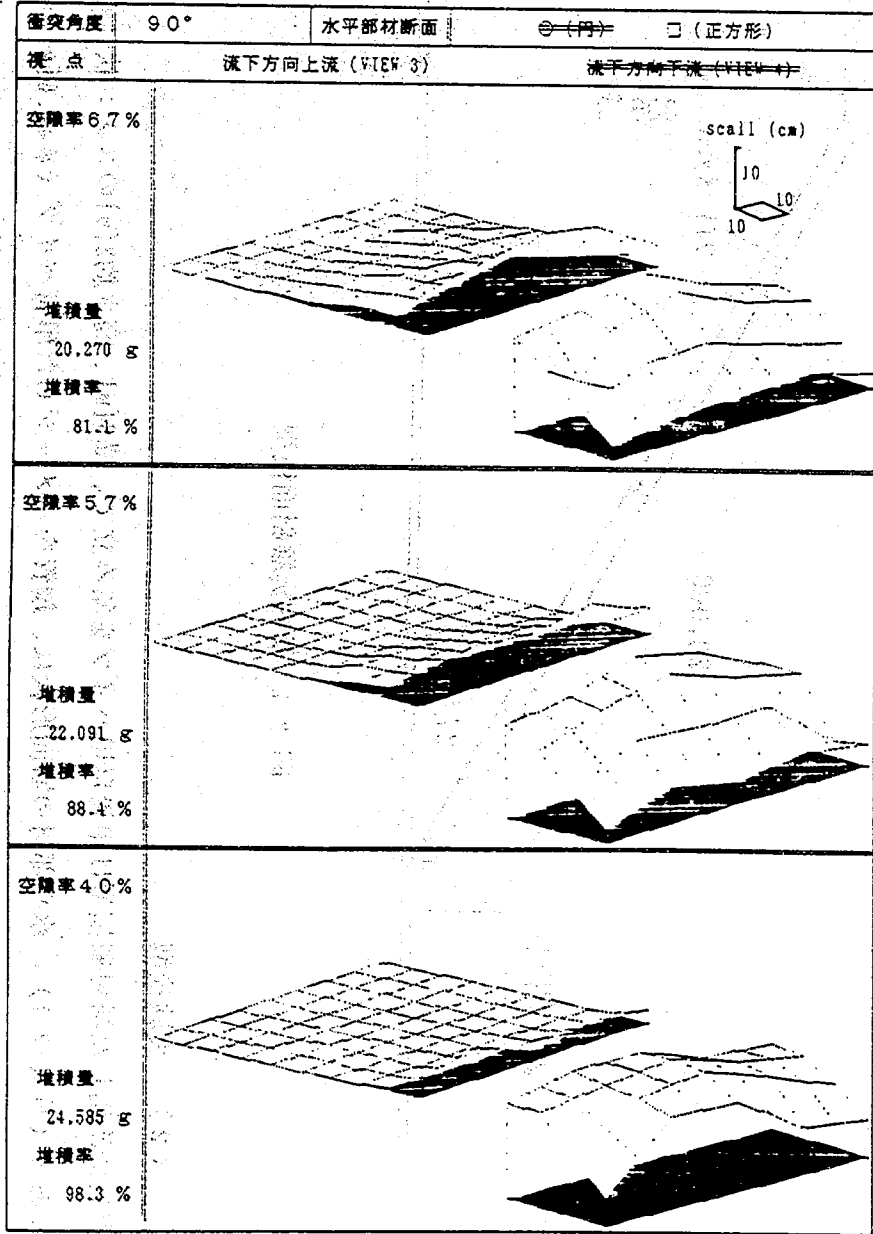 衝突角度 90° 水平部材断面 ◎(円) □(正方形)
視点 流下方向上流(VIEW 3) 流下方向下流(VIEW 4)
空隙率67%
scall (cm)
10
10
10
堆積量
20,270 g
堆積率
81.1 %
空隙率57%
堆積量
22.091 g
堆積率
88.4 %
空隙率40%
堆積量
24,585 g
堆積率
98.3 %